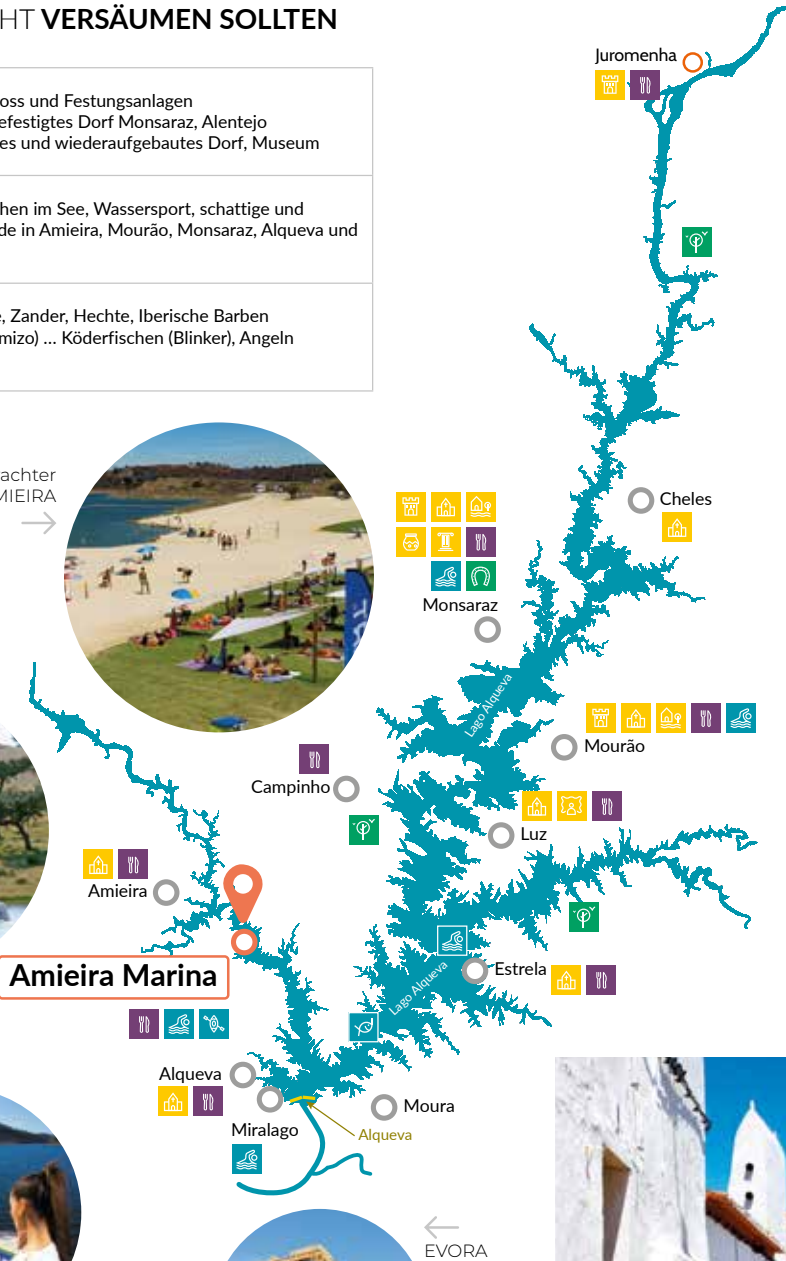 HT VERSÄUMEN SOLLTEN
oss und Festungsanlagen
efestigtes Dorf Monsaraz, Alentejo
es und wiederaufgebautes Dorf, Museum
hen im See, Wassersport, schattige und
de in Amieira, Mourão, Monsaraz, Alqueva und
, Zander, Hechte, Iberische Barben
mizo) ... Köderfischen (Blinker), Angeln
achter
MIEIRA
Juromenha
Cheles
Monsaraz
Lago Alqueva
Mourão
Campinho
Luz
Amieira
Amieira Marina
Estrela
Lago Alqueva
Alqueva
Miralago
Moura
Alqueva
EVORA